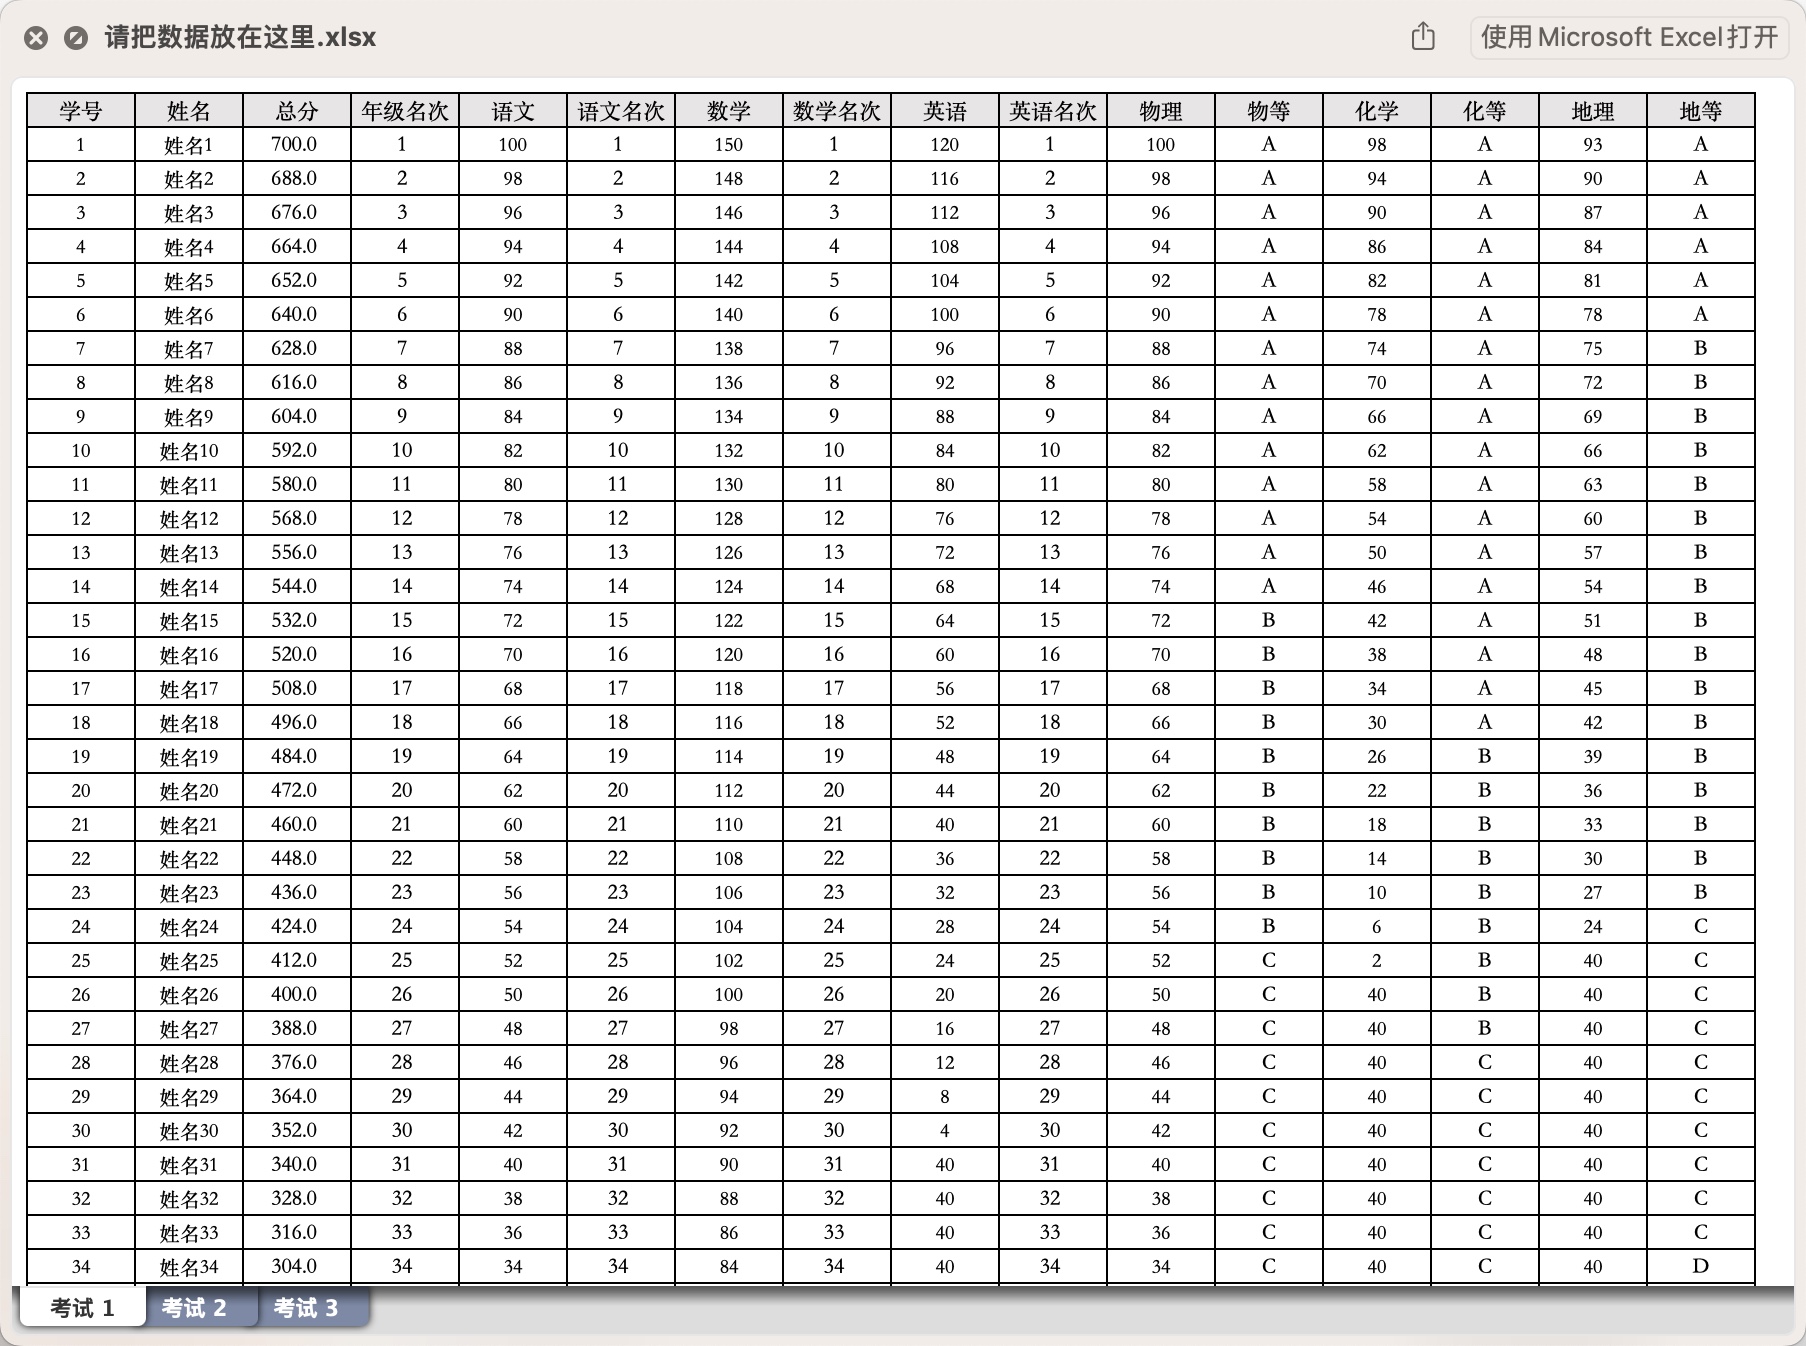 请把数据放在这里.xlsx 使用 Microsoft Excel 打开
学号 姓名 总分 年级名次 语文 语文名次 数学 数学名次 英语 英语名次 物理 物等 化学 化等 地理 地等
1 姓名1 700.0 1 100 1 150 1 120 1 100 A 98 A 93 A
2 姓名2 688.0 2 98 2 148 2 116 2 98 A 94 A 90 A
3 姓名3 676.0 3 96 3 146 3 112 3 96 A 90 A 87 A
4 姓名4 664.0 4 94 4 144 4 108 4 94 A 86 A 84 A
5 姓名5 652.0 5 92 5 142 5 104 5 92 A 82 A 81 A
6 姓名6 640.0 6 90 6 140 6 100 6 90 A 78 A 78 A
7 姓名7 628.0 7 88 7 138 7 96 7 88 A 74 A 75 B
8 姓名8 616.0 8 86 8 136 8 92 8 86 A 70 A 72 B
9 姓名9 604.0 9 84 9 134 9 88 9 84 A 66 A 69 B
10 姓名10 592.0 10 82 10 132 10 84 10 82 A 62 A 66 B
11 姓名11 580.0 11 80 11 130 11 80 11 80 A 58 A 63 B
12 姓名12 568.0 12 78 12 128 12 76 12 78 A 54 A 60 B
13 姓名13 556.0 13 76 13 126 13 72 13 76 A 50 A 57 B
14 姓名14 544.0 14 74 14 124 14 68 14 74 A 46 A 54 B
15 姓名15 532.0 15 72 15 122 15 64 15 72 B 42 A 51 B
16 姓名16 520.0 16 70 16 120 16 60 16 70 B 38 A 48 B
17 姓名17 508.0 17 68 17 118 17 56 17 68 B 34 A 45 B
18 姓名18 496.0 18 66 18 116 18 52 18 66 B 30 A 42 B
19 姓名19 484.0 19 64 19 114 19 48 19 64 B 26 B 39 B
20 姓名20 472.0 20 62 20 112 20 44 20 62 B 22 B 36 B
21 姓名21 460.0 21 60 21 110 21 40 21 60 B 18 B 33 B
22 姓名22 448.0 22 58 22 108 22 36 22 58 B 14 B 30 B
23 姓名23 436.0 23 56 23 106 23 32 23 56 B 10 B 27 B
24 姓名24 424.0 24 54 24 104 24 28 24 54 B 6 B 24 C
25 姓名25 412.0 25 52 25 102 25 24 25 52 C 2 B 40 C
26 姓名26 400.0 26 50 26 100 26 20 26 50 C 40 B 40 C
27 姓名27 388.0 27 48 27 98 27 16 27 48 C 40 B 40 C
28 姓名28 376.0 28 46 28 96 28 12 28 46 C 40 C 40 C
29 姓名29 364.0 29 44 29 94 29 8 29 44 C 40 C 40 C
30 姓名30 352.0 30 42 30 92 30 4 30 42 C 40 C 40 C
31 姓名31 340.0 31 40 31 90 31 40 31 40 C 40 C 40 C
32 姓名32 328.0 32 38 32 88 32 40 32 38 C 40 C 40 C
33 姓名33 316.0 33 36 33 86 33 40 33 36 C 40 C 40 C
34 姓名34 304.0 34 34 34 84 34 40 34 34 C 40 C 40 D
考试 1 考试 2 考试 3